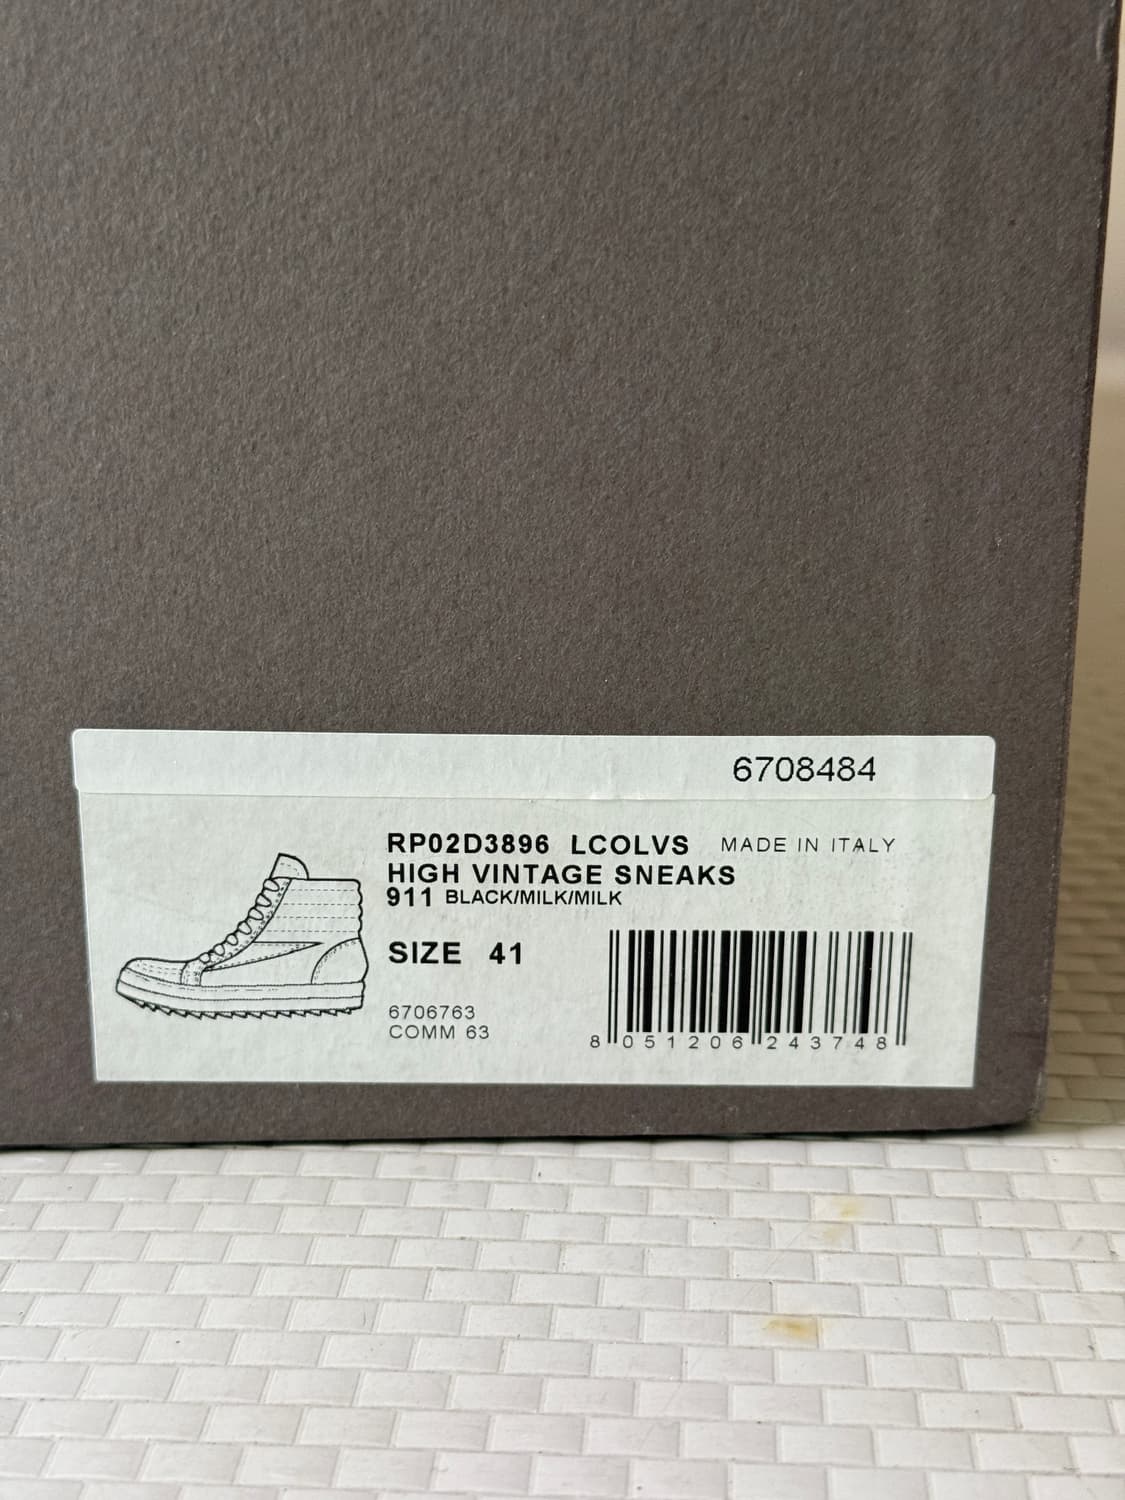 6708484
RP02D3896 LCOLVS MADE IN ITALY
HIGH VINTAGE SNEAKS
911 BLACK/MILK/MILK
SIZE 41
6706763
COMM 63
8 051206 243748